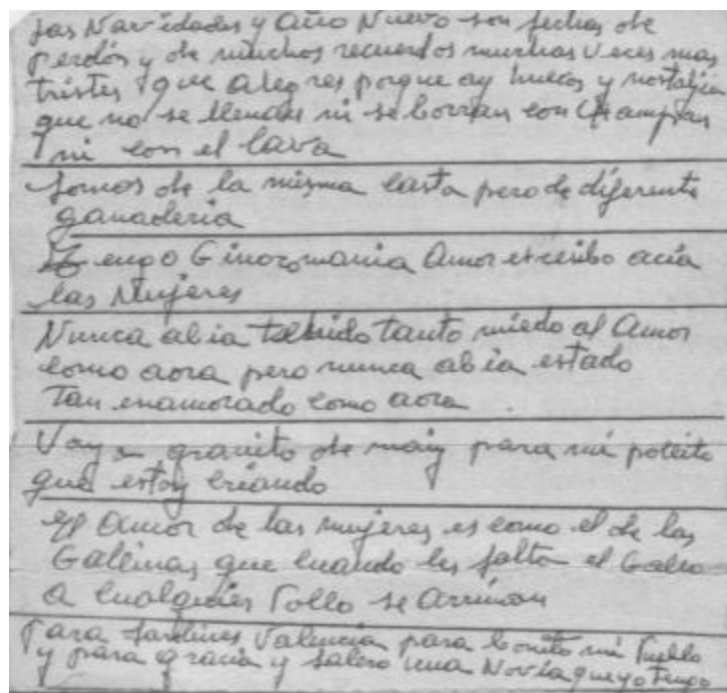 Las Navidades y Año Nuevo son fechas de
perdón y de muchos recuerdos muchas veces mas
tristes que alegres porque ay huecos y nostalgia
que no se llenan ni se borran con Champan
ni con el Cava
Somos de la misma casta pero de diferente
ganaderia
Tengo Ginocomania Amor excesibo acia
las Mujeres
Nunca abia tenido tanto miedo al Amor
como aora pero nunca abia estado
Tan enamorado como aora
Voy a granito de maiz para mi pollito
que estoy criando
El Amor de las mujeres es como el de las
Gallinas que cuando les falta el Gallo
a cualquier Pollo se Arriman
Para Jardines Valencia para bonito mi Pueblo
y para gracia y salero una Novia que yo Tengo